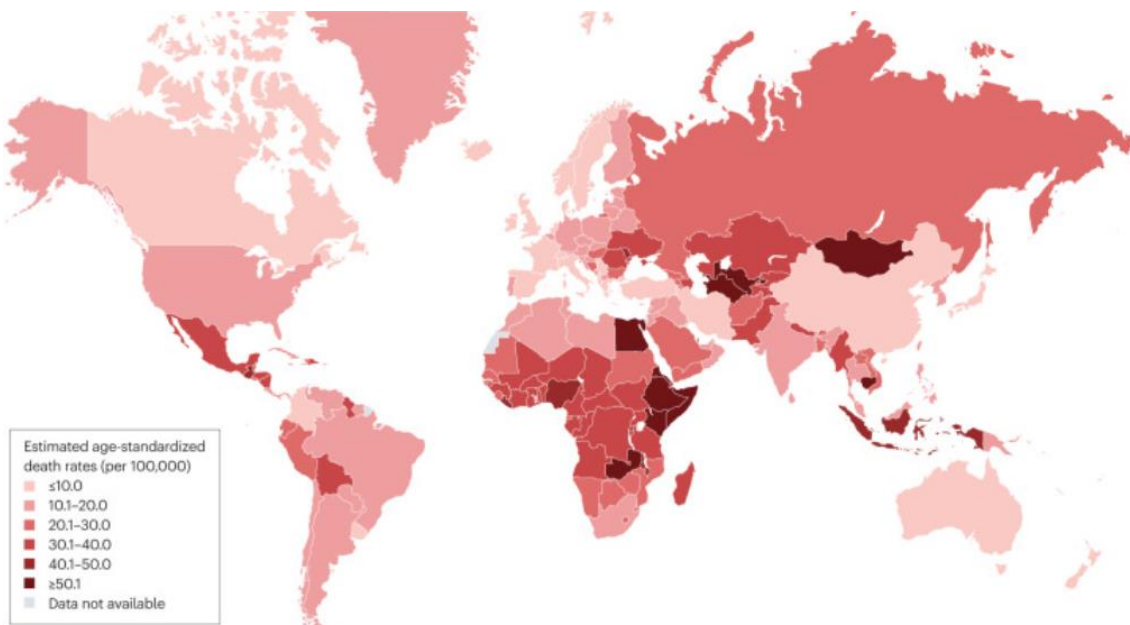 Estimated age-standardized
death rates (per 100,000)
≤10.0
10.1–20.0
20.1–30.0
30.1–40.0
40.1–50.0
≥50.1
Data not available